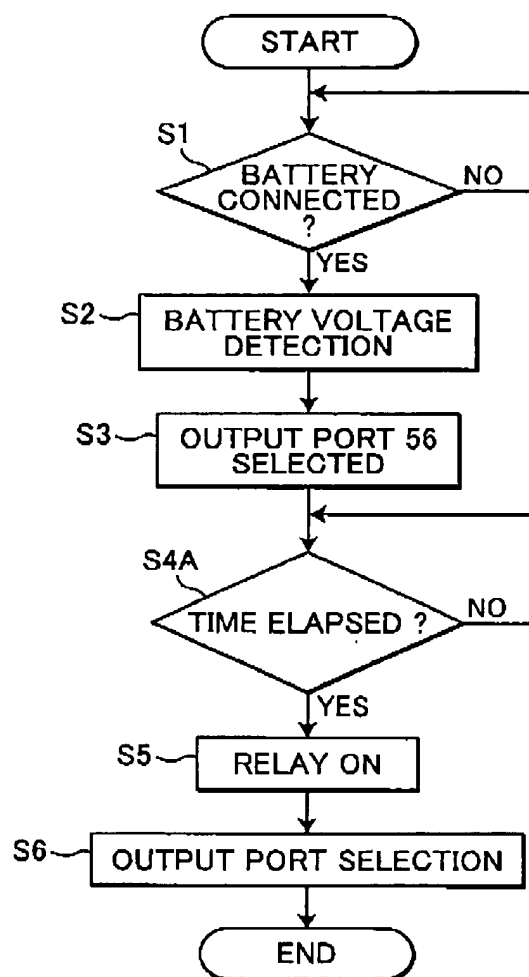 START
S1
BATTERY
CONNECTED
?
NO
YES
S2
BATTERY VOLTAGE
DETECTION
S3
OUTPUT PORT 56
SELECTED
S4A
TIME ELAPSED ?
NO
YES
S5
RELAY ON
S6
OUTPUT PORT SELECTION
END